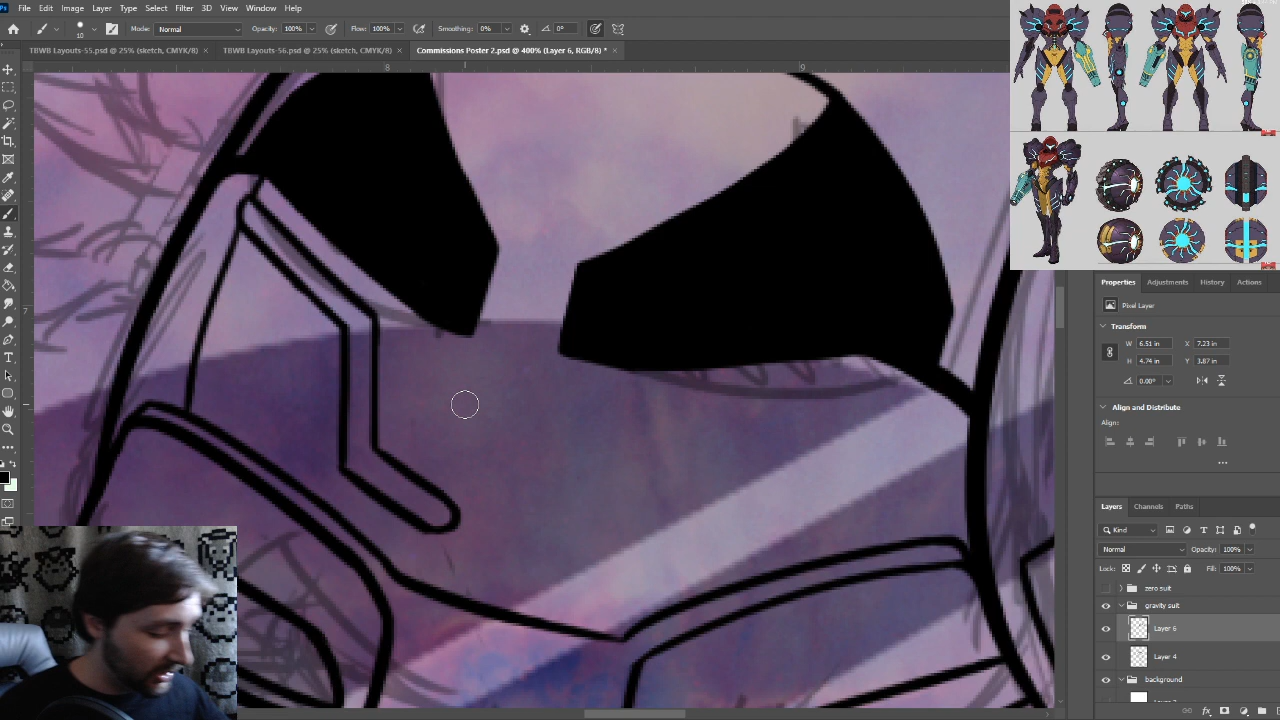 File Edit Image Layer Type Select Filter 3D View Window Help
Mode: Normal Opacity: 100% Flow: 100% Smoothing: 0% 0°
TBWB Layouts-55.psd @ 25% (sketch, CMYK/8) × TBWB Layouts-56.psd @ 25% (sketch, CMYK/8) × Commissions Poster 2.psd @ 400% (Layer 6, RGB/8) * ×
8 9
7
Properties Adjustments History Actions
Pixel Layer
Transform
W 6.51 in X 7.23 in
H 4.74 in Y 3.87 in
0.00°
Align and Distribute
Align:
Layers Channels Paths
Kind
Normal Opacity: 100%
Lock: Fill: 100%
zero suit
gravity suit
Layer 6
Layer 4
background